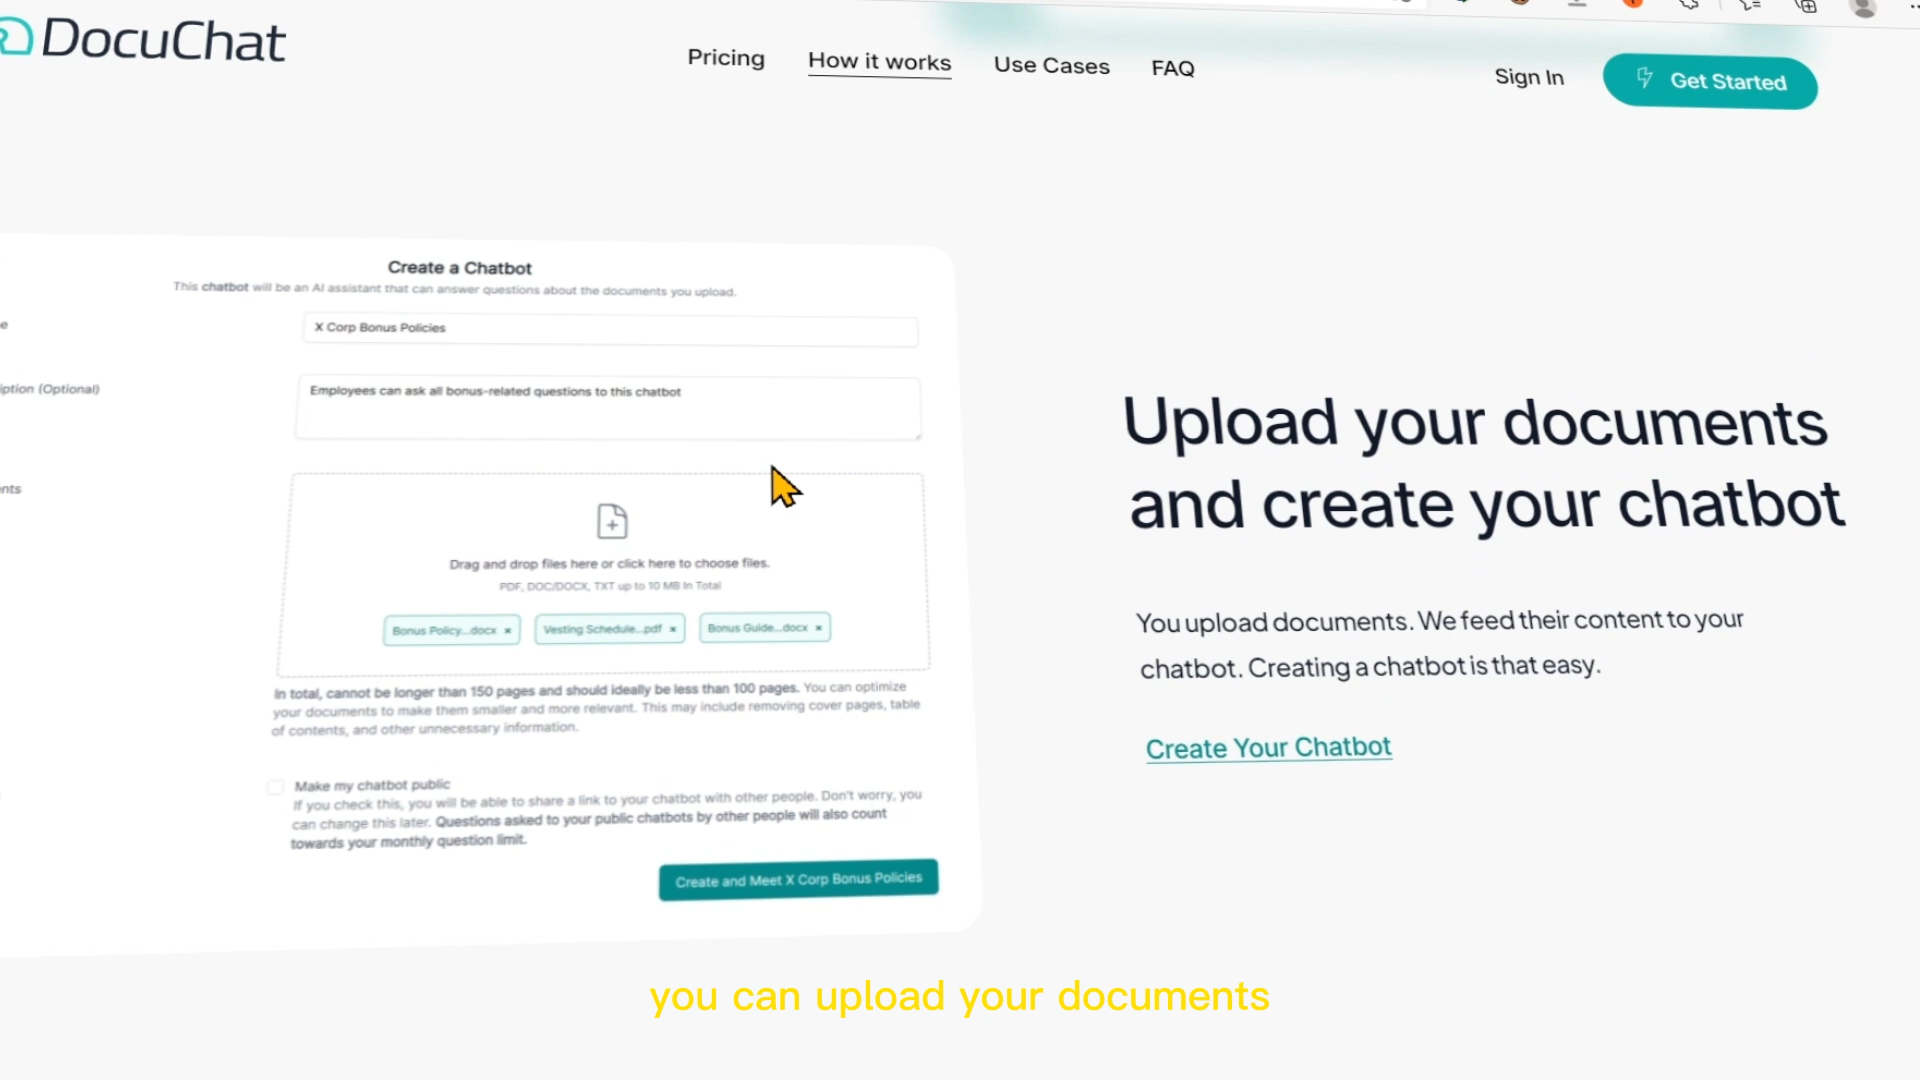 DocuChat
Pricing
How it works
Use Cases
FAQ
Sign In
Get Started
Create a Chatbot
This chatbot will be an AI assistant that can answer questions about the documents you upload.
X Corp Bonus Policies
iption (Optional)
Employees can ask all bonus-related questions to this chatbot
nts
Drag and drop files here or click here to choose files.
PDF, DOC/DOCX, TXT up to 10 MB In Total
Bonus Policy...docx ×
Vesting Schedule...pdf ×
Bonus Guide...docx ×
In total, cannot be longer than 150 pages and should ideally be less than 100 pages. You can optimize
your documents to make them smaller and more relevant. This may include removing cover pages, table
of contents, and other unnecessary information.
Make my chatbot public
If you check this, you will be able to share a link to your chatbot with other people. Don't worry, you
can change this later. Questions asked to your public chatbots by other people will also count
towards your monthly question limit.
Create and Meet X Corp Bonus Policies
Upload your documents
and create your chatbot
You upload documents. We feed their content to your
chatbot. Creating a chatbot is that easy.
Create Your Chatbot
you can upload your documents